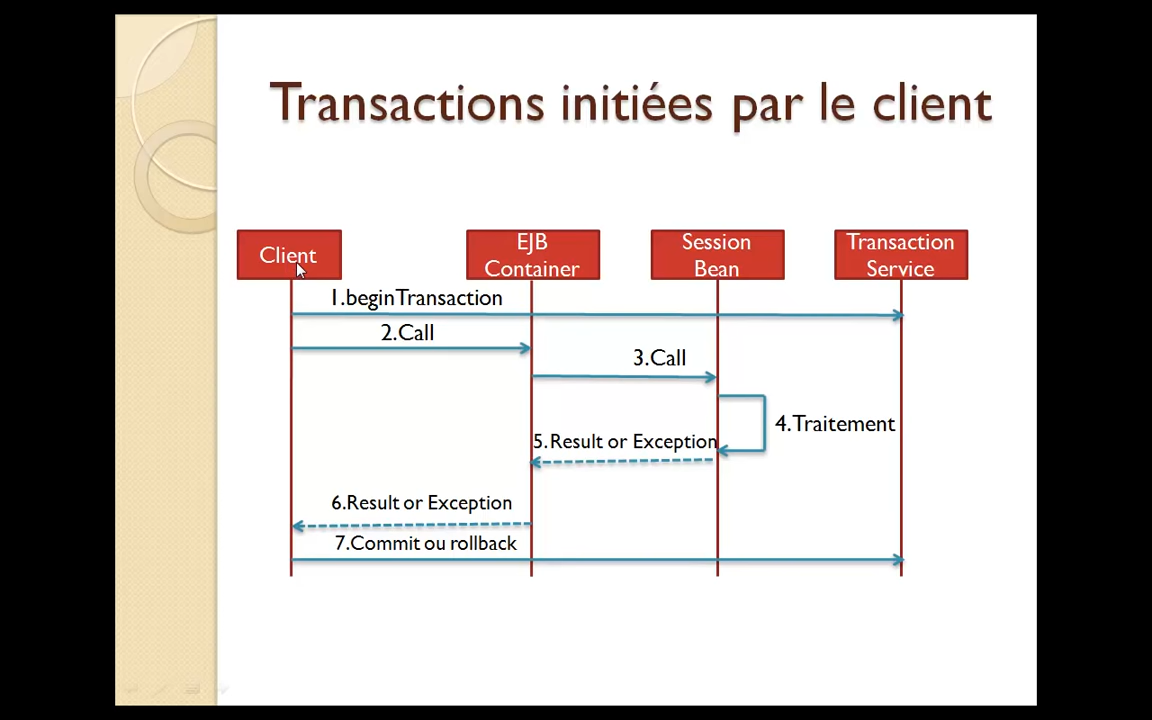 Transactions initiées par le client
Client
EJB
Container
Session
Bean
Transaction
Service
1.beginTransaction
2.Call
3.Call
4.Traitement
5.Result or Exception
6.Result or Exception
7.Commit ou rollback